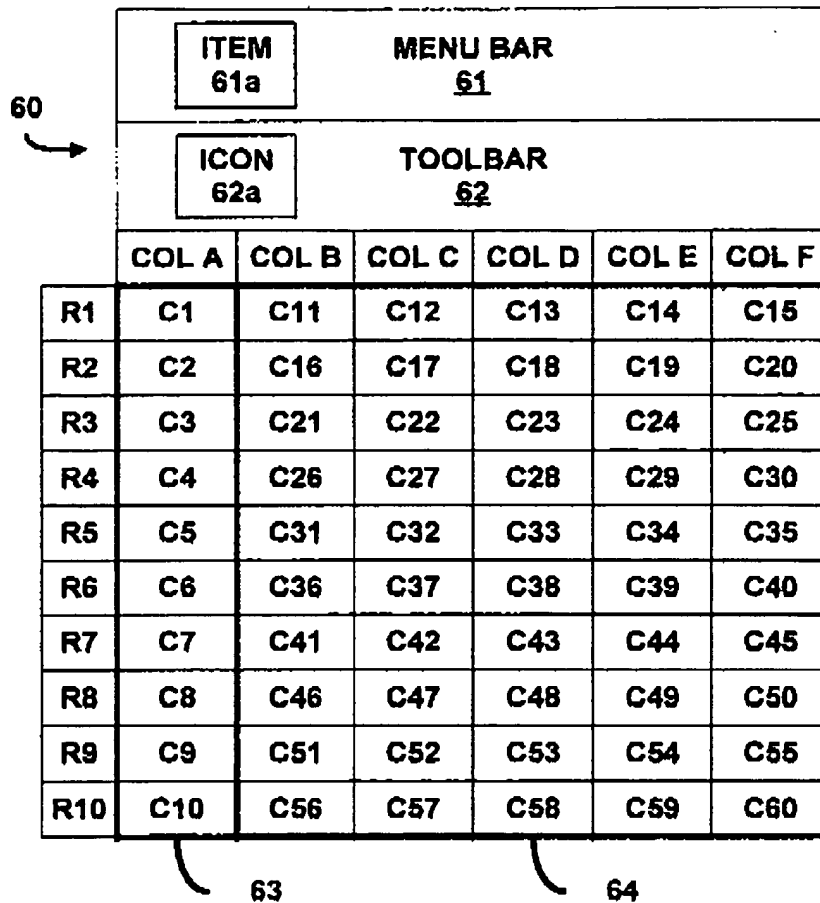 ITEM MENU BAR
61a 61
60
ICON TOOLBAR
62a 62
COL A COL B COL C COL D COL E COL F
R1 C1 C11 C12 C13 C14 C15
R2 C2 C16 C17 C18 C19 C20
R3 C3 C21 C22 C23 C24 C25
R4 C4 C26 C27 C28 C29 C30
R5 C5 C31 C32 C33 C34 C35
R6 C6 C36 C37 C38 C39 C40
R7 C7 C41 C42 C43 C44 C45
R8 C8 C46 C47 C48 C49 C50
R9 C9 C51 C52 C53 C54 C55
R10 C10 C56 C57 C58 C59 C60
63 64